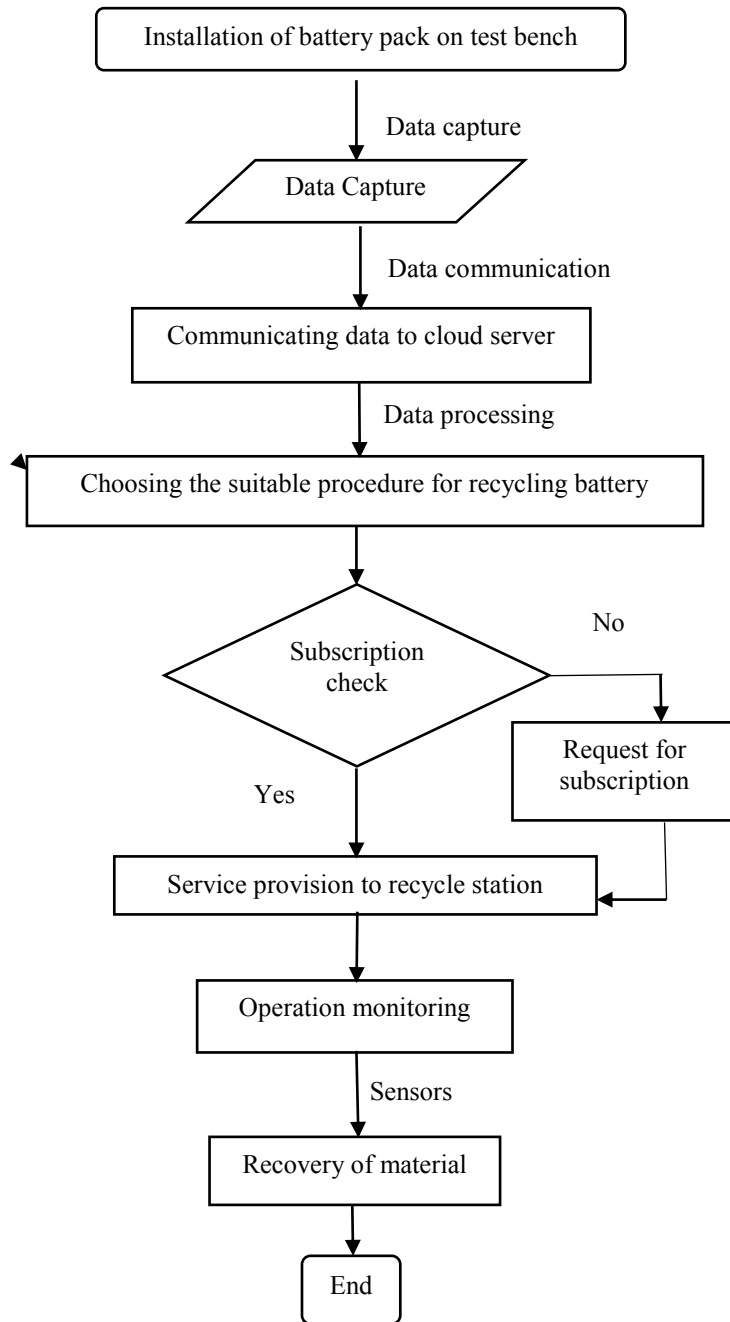 Installation of battery pack on test bench
Data capture
Data Capture
Data communication
Communicating data to cloud server
Data processing
Choosing the suitable procedure for recycling battery
Subscription
check
No
Request for
subscription
Yes
Service provision to recycle station
Operation monitoring
Sensors
Recovery of material
End